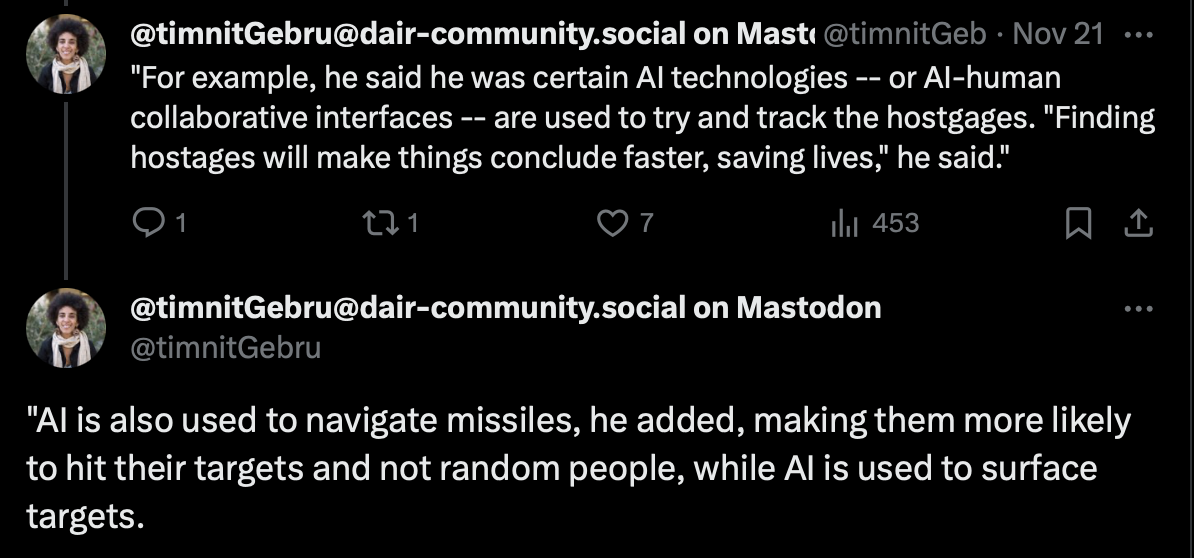 @timnitGebru@dair-community.social on Mast @timnitGeb · Nov 21
"For example, he said he was certain AI technologies -- or AI-human
collaborative interfaces -- are used to try and track the hostgages. "Finding
hostages will make things conclude faster, saving lives," he said."
1 1 7 453
@timnitGebru@dair-community.social on Mastodon
@timnitGebru
"AI is also used to navigate missiles, he added, making them more likely
to hit their targets and not random people, while AI is used to surface
targets.